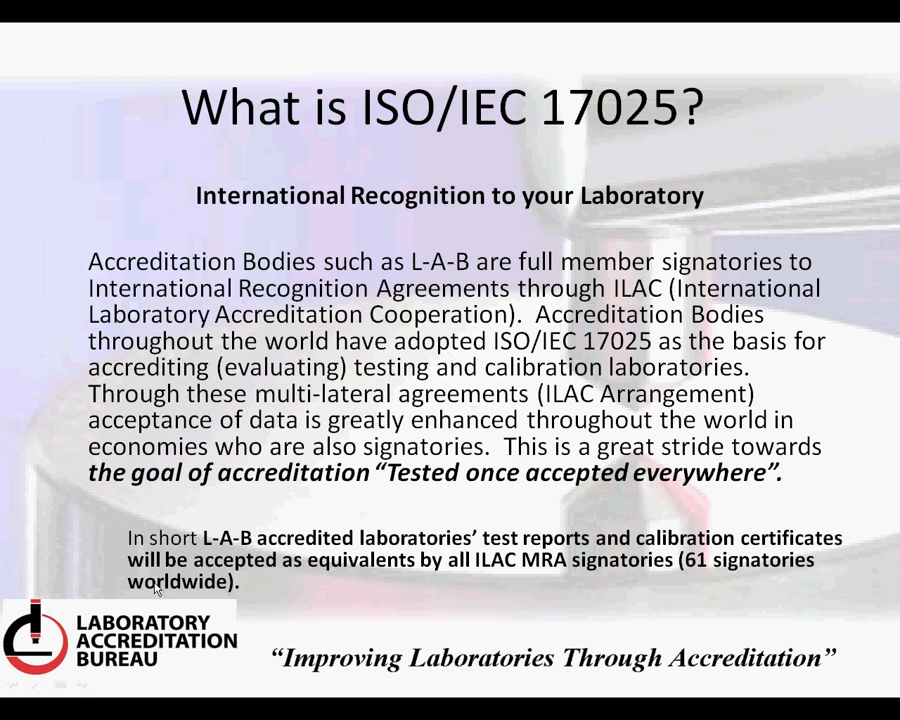 What is ISO/IEC 17025?
International Recognition to your Laboratory
Accreditation Bodies such as L-A-B are full member signatories to
International Recognition Agreements through ILAC (International
Laboratory Accreditation Cooperation).  Accreditation Bodies
throughout the world have adopted ISO/IEC 17025 as the basis for
accrediting (evaluating) testing and calibration laboratories.
Through these multi-lateral agreements (ILAC Arrangement)
acceptance of data is greatly enhanced throughout the world in
economies who are also signatories.  This is a great stride towards
the goal of accreditation “Tested once accepted everywhere”.
In short L-A-B accredited laboratories’ test reports and calibration certificates
will be accepted as equivalents by all ILAC MRA signatories (61 signatories
worldwide).
LABORATORY
ACCREDITATION
BUREAU
“Improving Laboratories Through Accreditation”